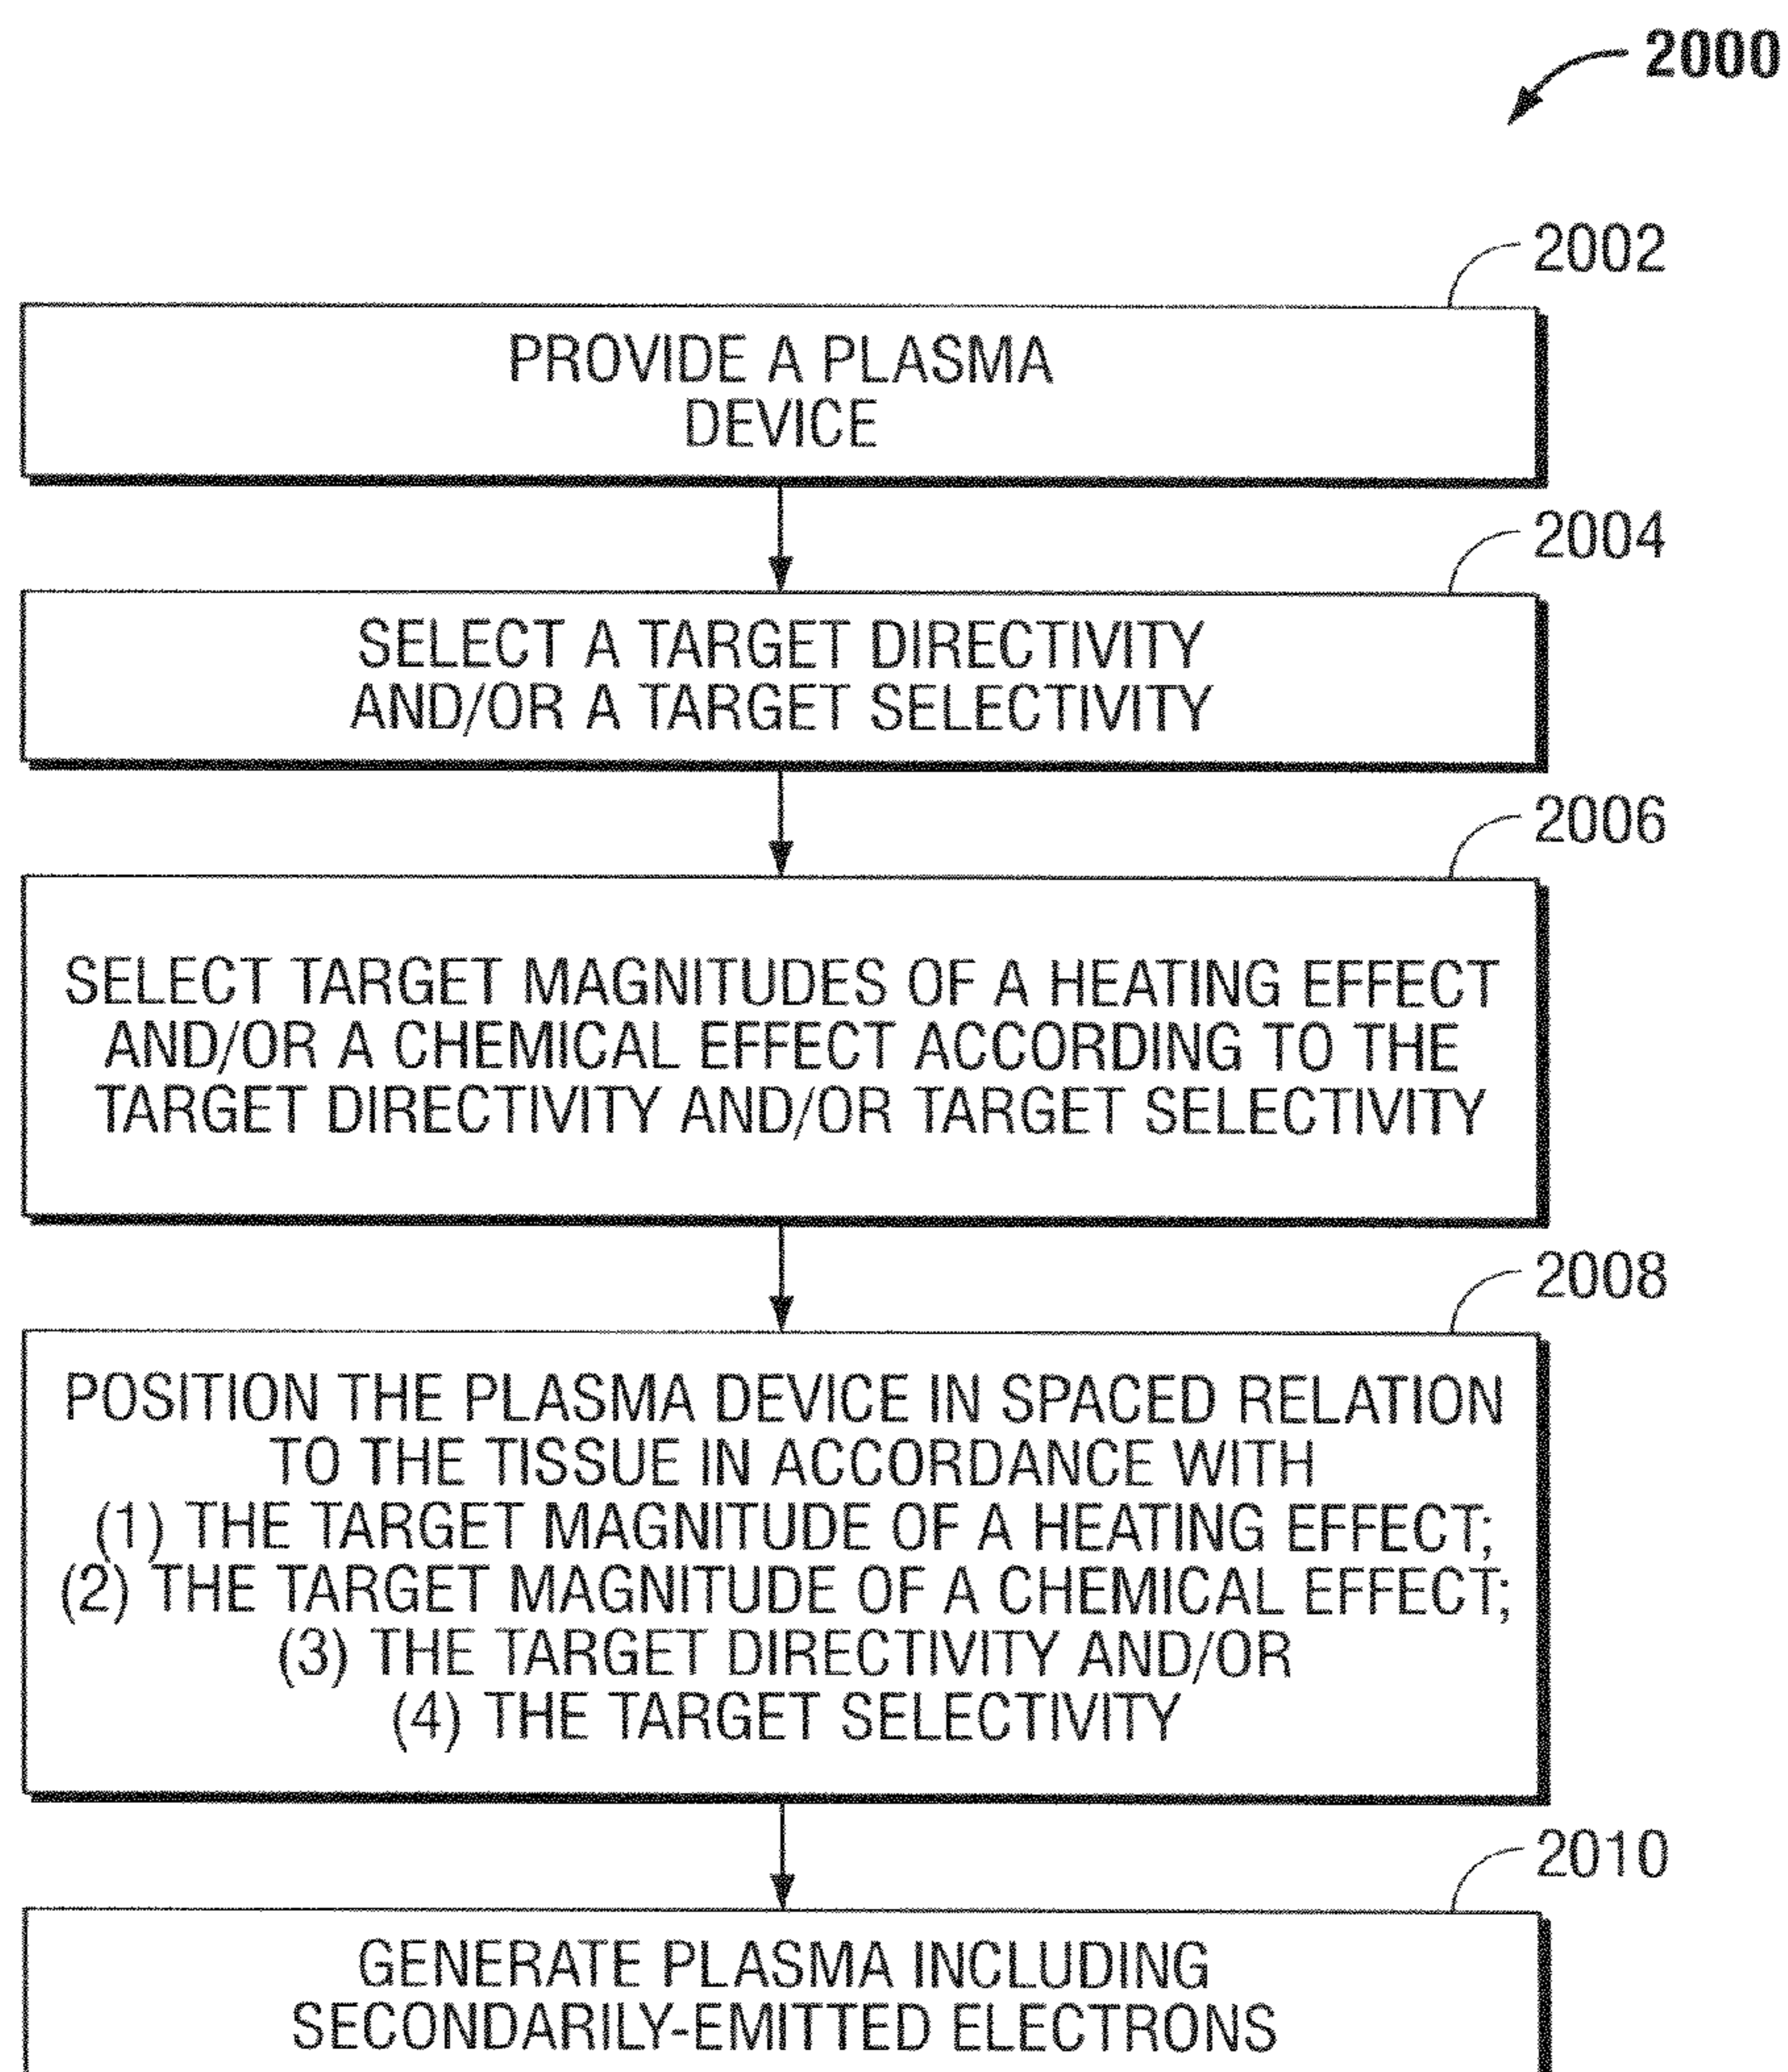 2000
2002
PROVIDE A PLASMA
DEVICE
2004
SELECT A TARGET DIRECTIVITY
AND/OR A TARGET SELECTIVITY
2006
SELECT TARGET MAGNITUDES OF A HEATING EFFECT
AND/OR A CHEMICAL EFFECT ACCORDING TO THE
TARGET DIRECTIVITY AND/OR TARGET SELECTIVITY
2008
POSITION THE PLASMA DEVICE IN SPACED RELATION
TO THE TISSUE IN ACCORDANCE WITH
(1) THE TARGET MAGNITUDE OF A HEATING EFFECT;
(2) THE TARGET MAGNITUDE OF A CHEMICAL EFFECT;
(3) THE TARGET DIRECTIVITY AND/OR
(4) THE TARGET SELECTIVITY
2010
GENERATE PLASMA INCLUDING
SECONDARILY-EMITTED ELECTRONS